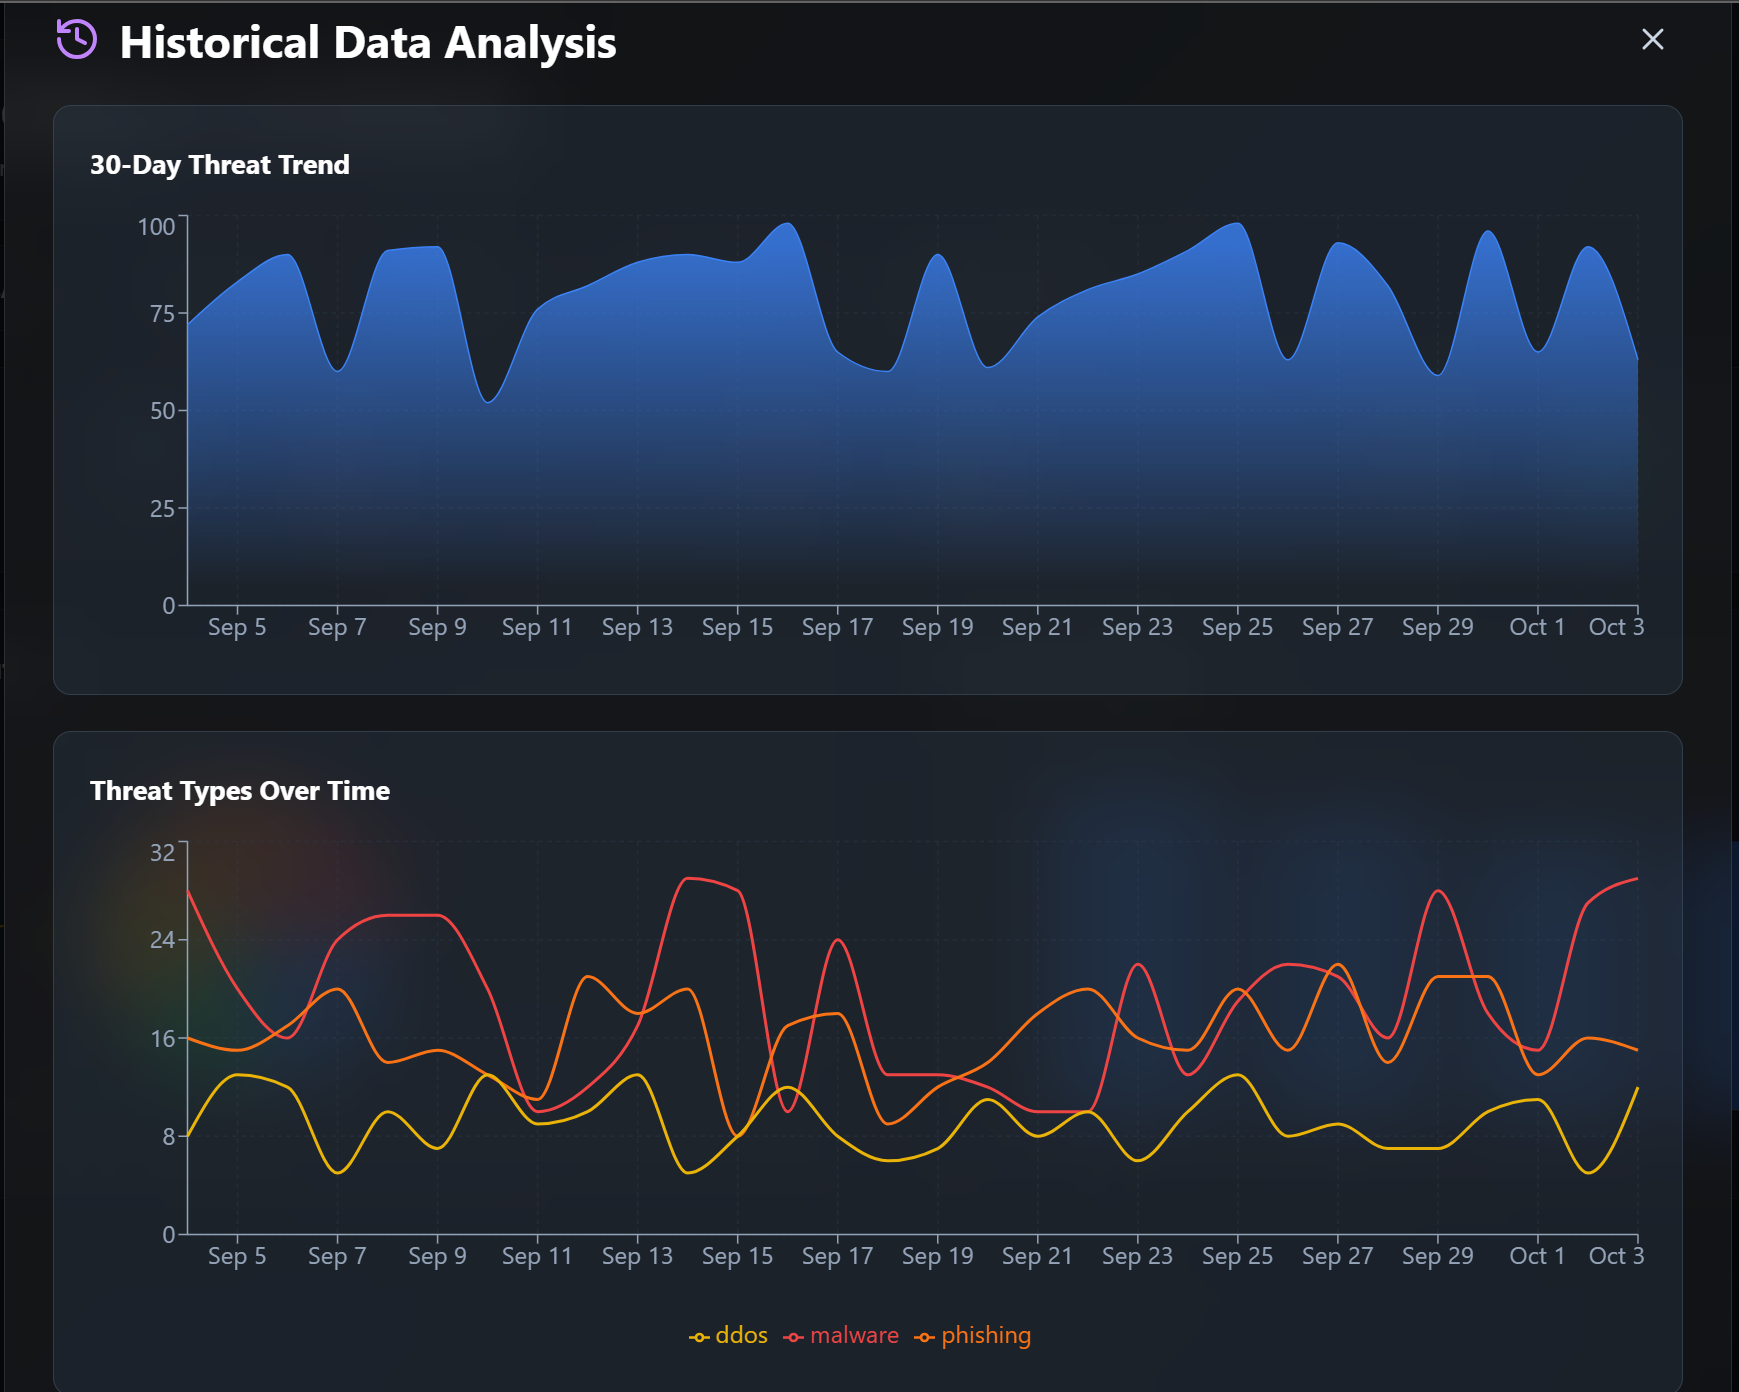 Historical Data Analysis
30-Day Threat Trend
100
75
50
25
0
Sep 5 Sep 7 Sep 9 Sep 11 Sep 13 Sep 15 Sep 17 Sep 19 Sep 21 Sep 23 Sep 25 Sep 27 Sep 29 Oct 1 Oct 3
Threat Types Over Time
32
24
16
8
0
Sep 5 Sep 7 Sep 9 Sep 11 Sep 13 Sep 15 Sep 17 Sep 19 Sep 21 Sep 23 Sep 25 Sep 27 Sep 29 Oct 1 Oct 3
ddos malware phishing